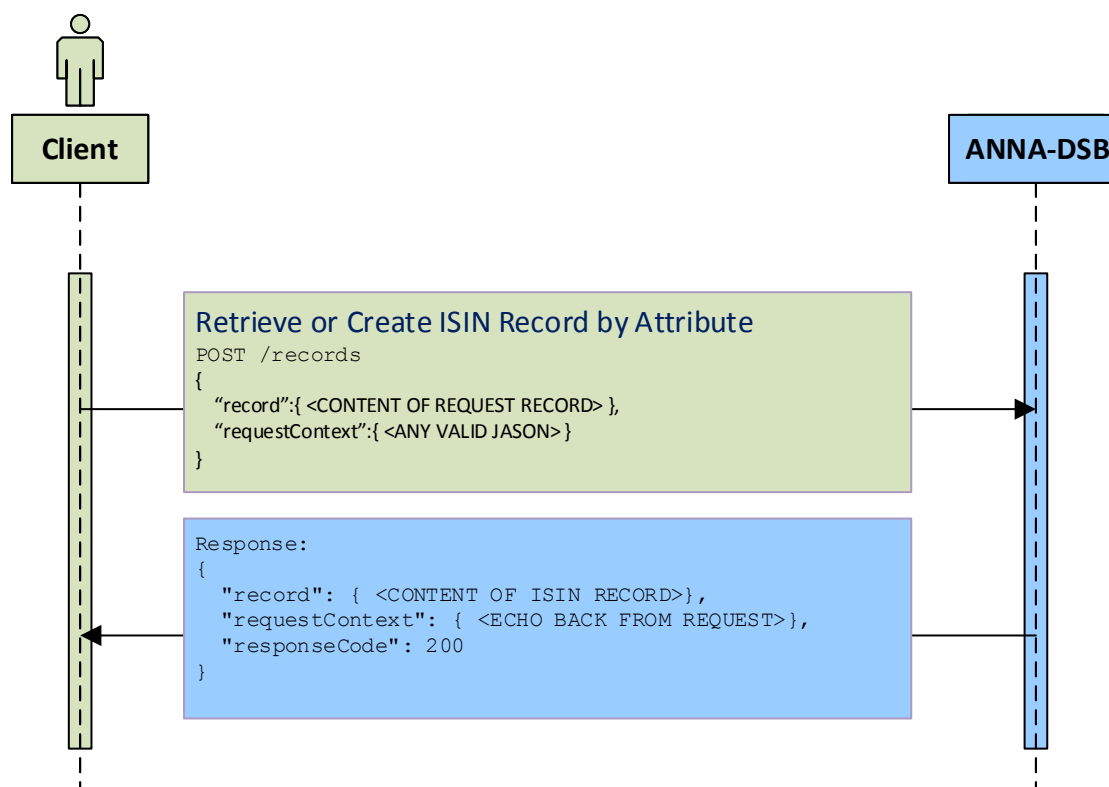 Client
ANNA-DSB
Retrieve or Create ISIN Record by Attribute
POST /records
{
“record”:{ <CONTENT OF REQUEST RECORD> },
“requestContext”:{ <ANY VALID JASON> }
}
Response:
{
"record": { <CONTENT OF ISIN RECORD>},
"requestContext": { <ECHO BACK FROM REQUEST>},
"responseCode": 200
}